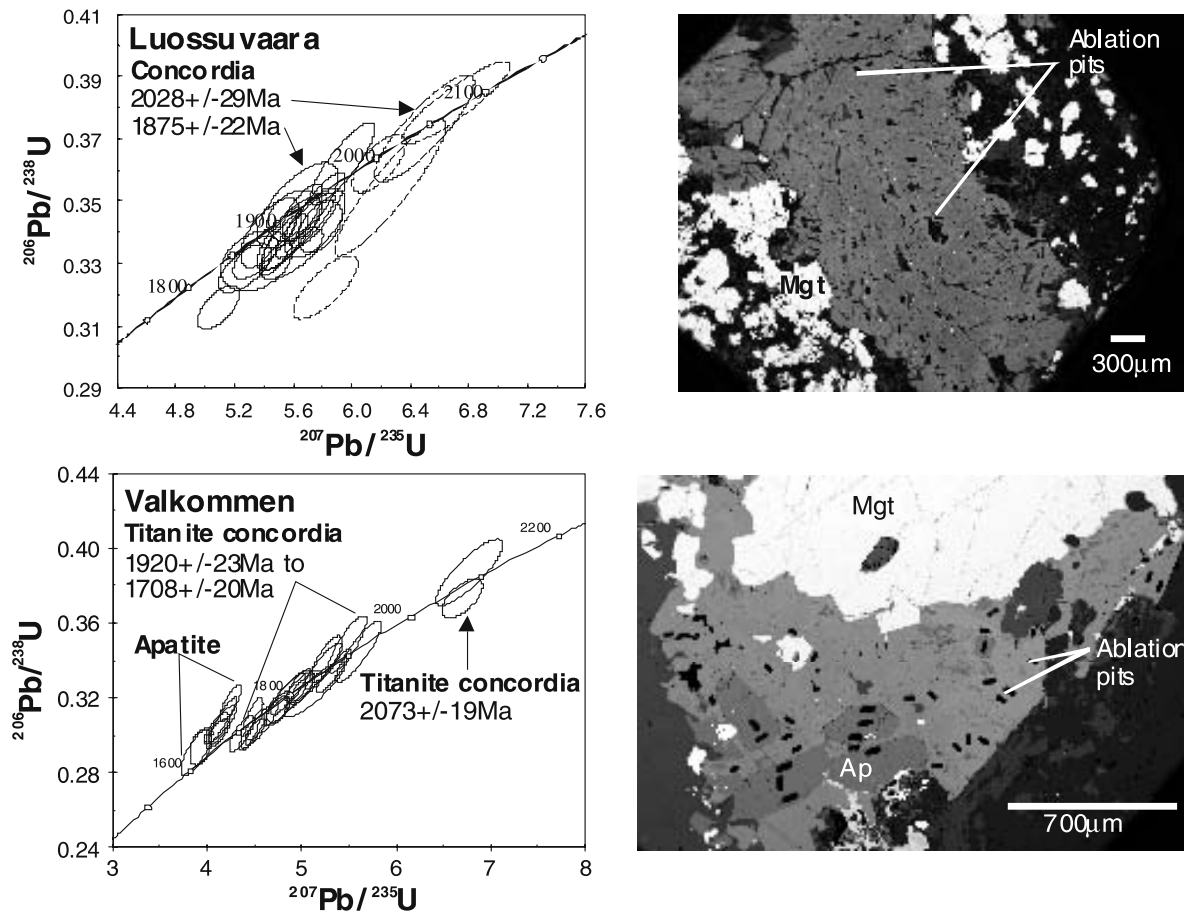 0.41
0.39
0.37
0.35
0.33
0.31
0.29
²⁰⁶Pb/²³⁸U
Luossuvaara
Concordia
2028+/-29Ma
1875+/-22Ma
2100
2000
1900
1800
4.4 4.8 5.2 5.6 6.0 6.4 6.8 7.2 7.6
²⁰⁷Pb/²³⁵U
Ablation
pits
Mgt
300µm
0.44
0.40
0.36
0.32
0.28
0.24
²⁰⁶Pb/²³⁸U
Valkommen
Titanite concordia
1920+/-23Ma to
1708+/-20Ma
Apatite
2200
2000
1800
1600
Titanite concordia
2073+/-19Ma
3 4 5 6 7 8
²⁰⁷Pb/²³⁵U
Mgt
Ablation
pits
Ap
700µm